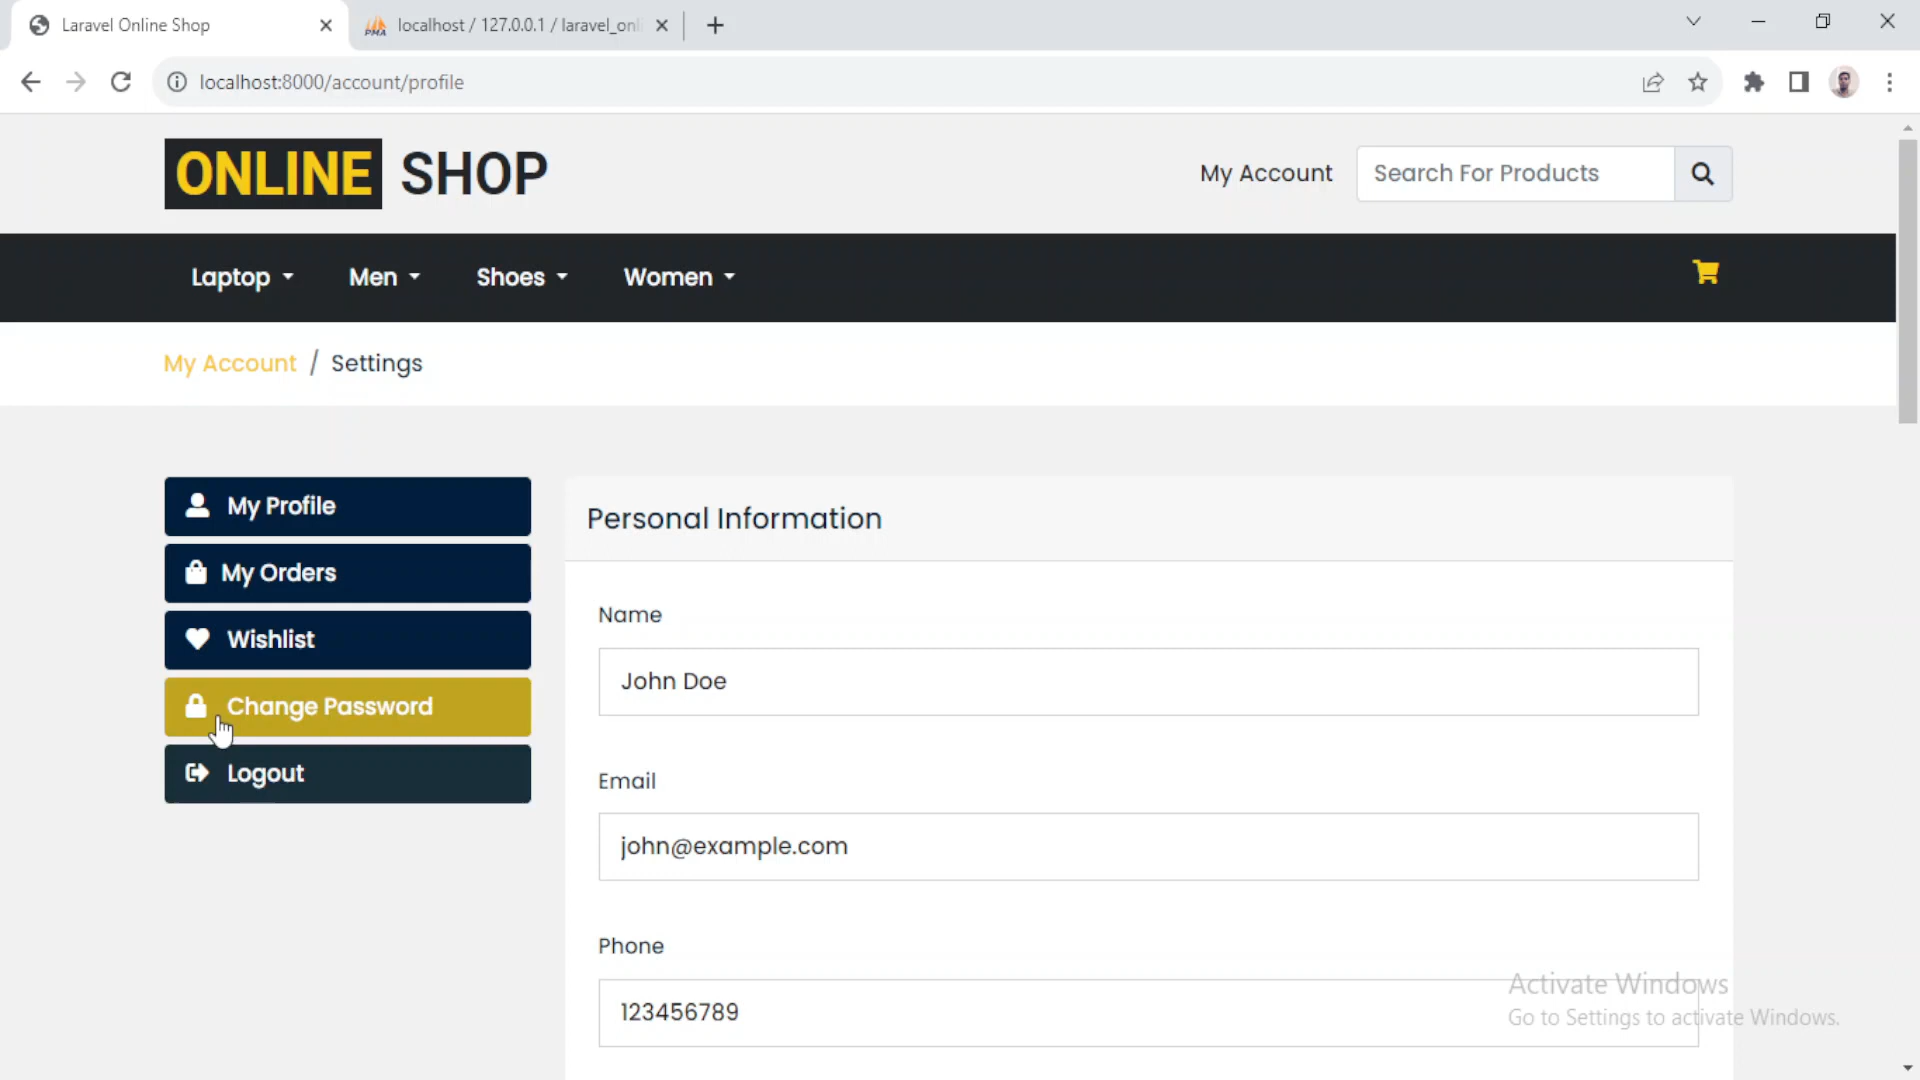 Laravel Online Shop
localhost / 127.0.0.1 / laravel_onl
localhost:8000/account/profile
ONLINE SHOP
My Account
Search For Products
Laptop
Men
Shoes
Women
My Account / Settings
My Profile
My Orders
Wishlist
Change Password
Logout
Personal Information
Name
John Doe
Email
john@example.com
Phone
123456789
Activate Windows
Go to Settings to activate Windows.